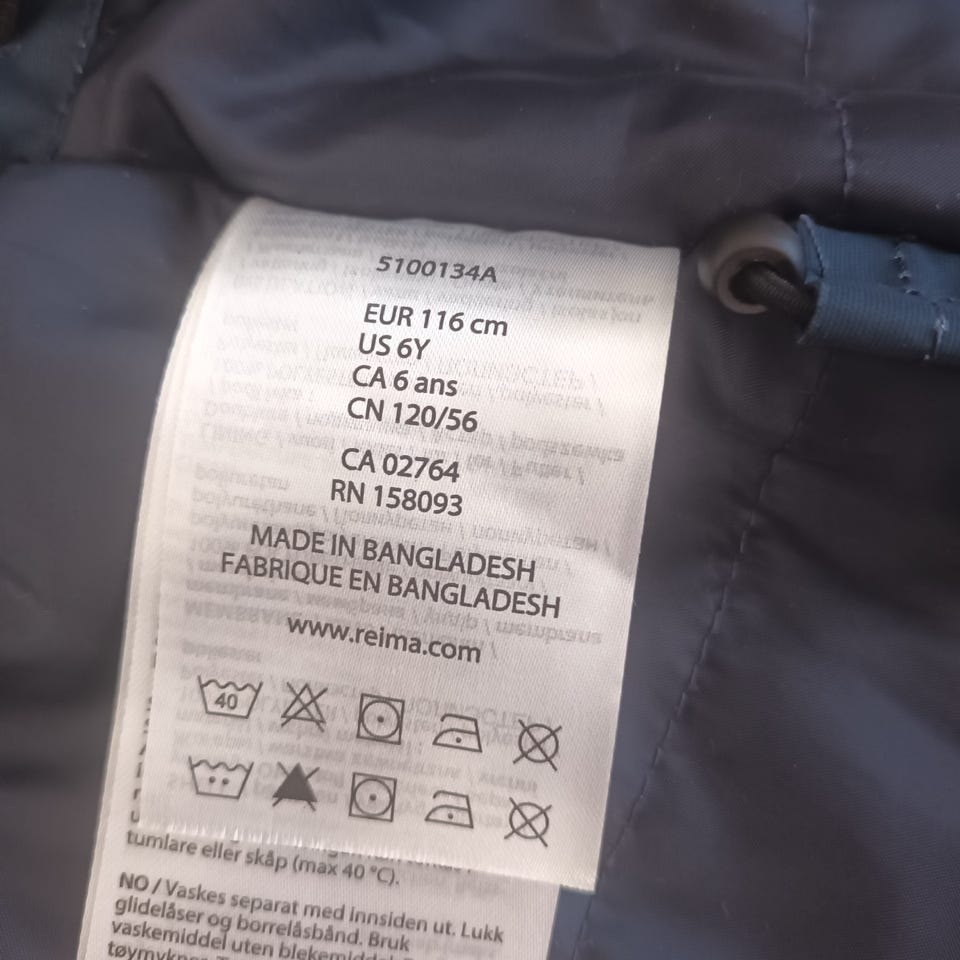 5100134A
EUR 116 cm
US 6Y
CA 6 ans
CN 120/56
CA 02764
RN 158093
MADE IN BANGLADESH
FABRIQUE EN BANGLADESH
www.reima.com
40
tumlare eller skåp (max 40 °C).
NO / Vaskes separat med innsiden ut. Lukk
glidelåser og borrelåsbånd. Bruk
vaskemiddel uten blekemiddel.